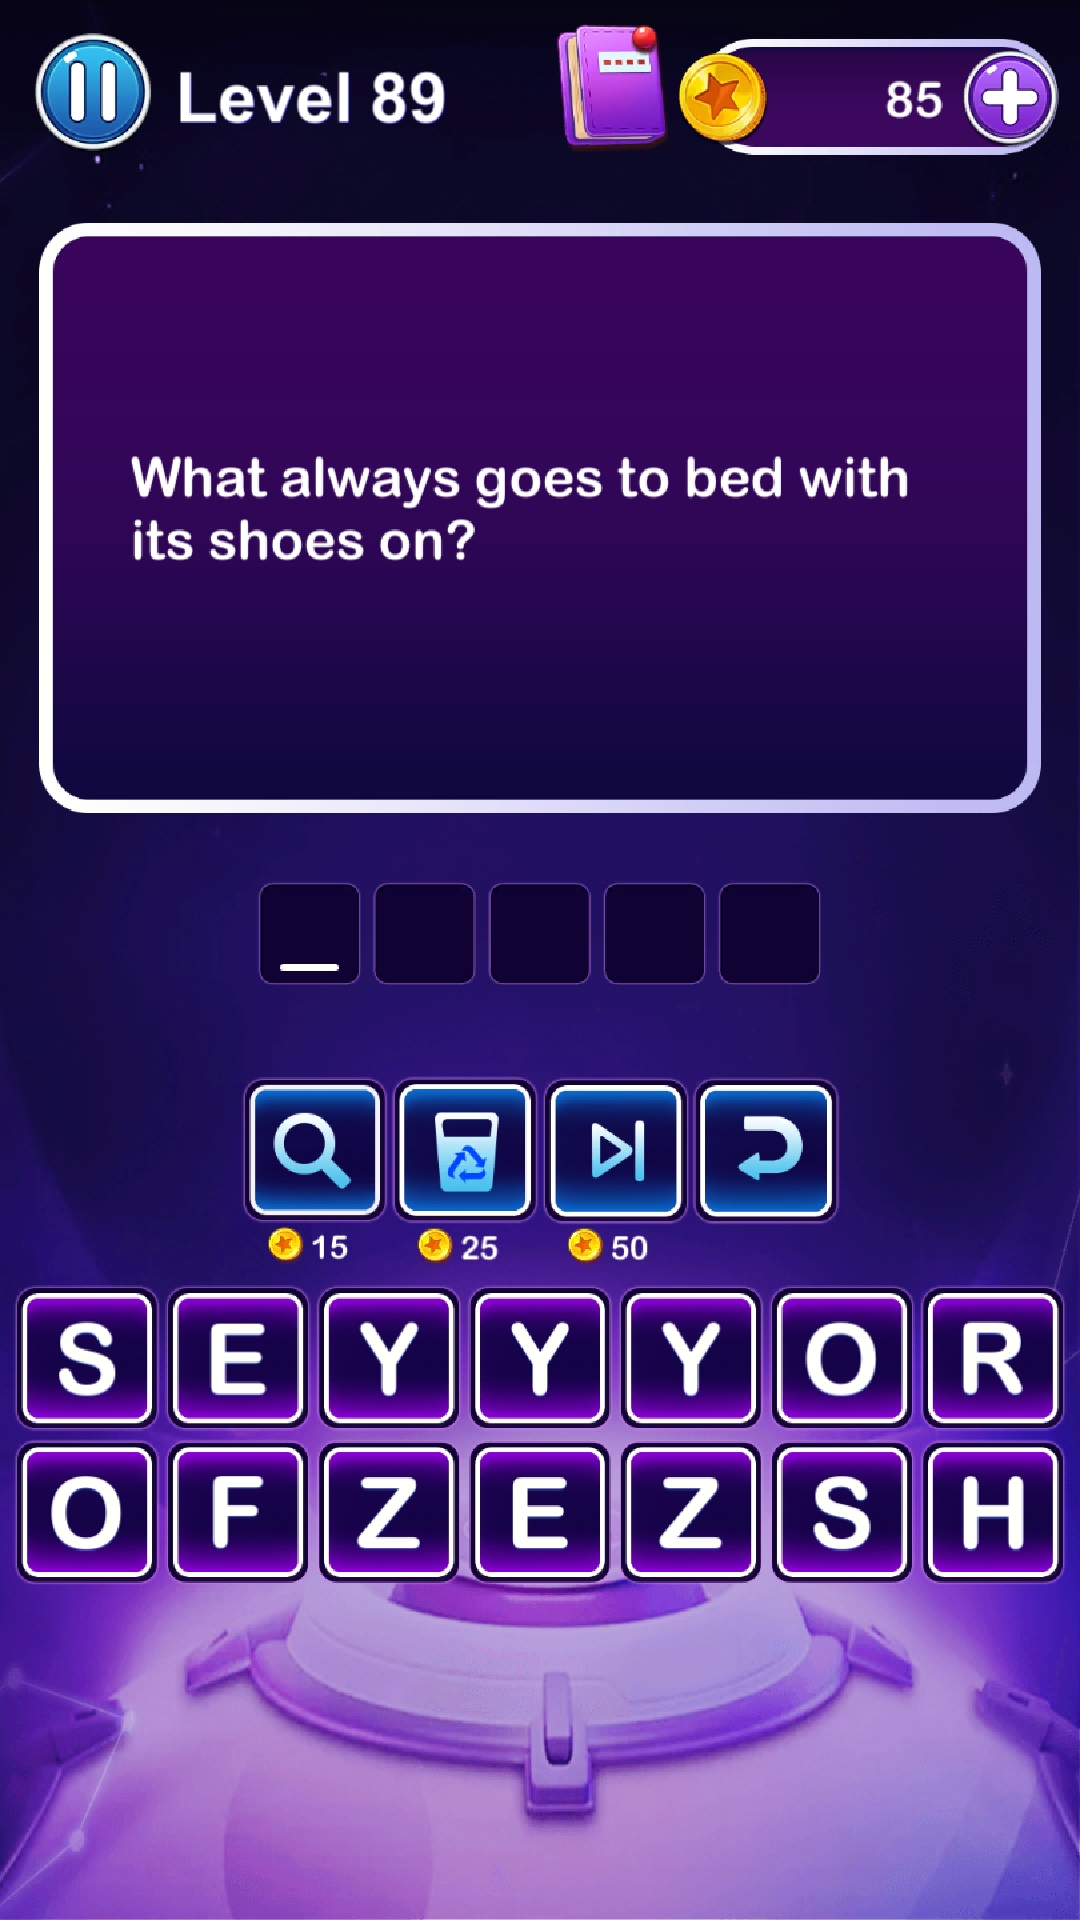 Level 89
85
What always goes to bed with
its shoes on?
15 25 50
S E Y Y Y O R
O F Z E Z S H